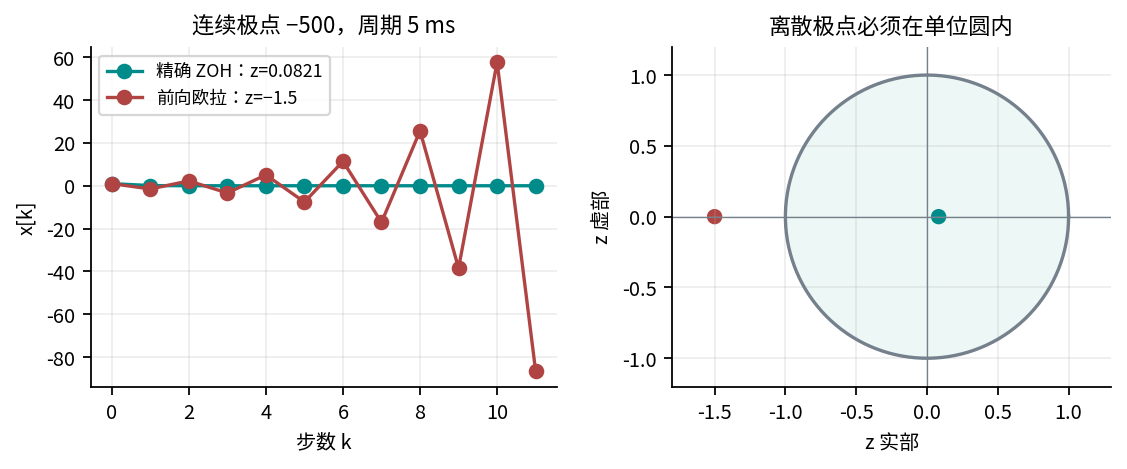 连续极点 −500，周期 5 ms
精确 ZOH：z=0.0821
前向欧拉：z=−1.5
60
40
20
0
-20
-40
-60
-80
x[k]
0 2 4 6 8 10
步数 k
离散极点必须在单位圆内
1.0
0.5
0.0
-0.5
-1.0
z 虚部
-1.5 -1.0 -0.5 0.0 0.5 1.0
z 实部